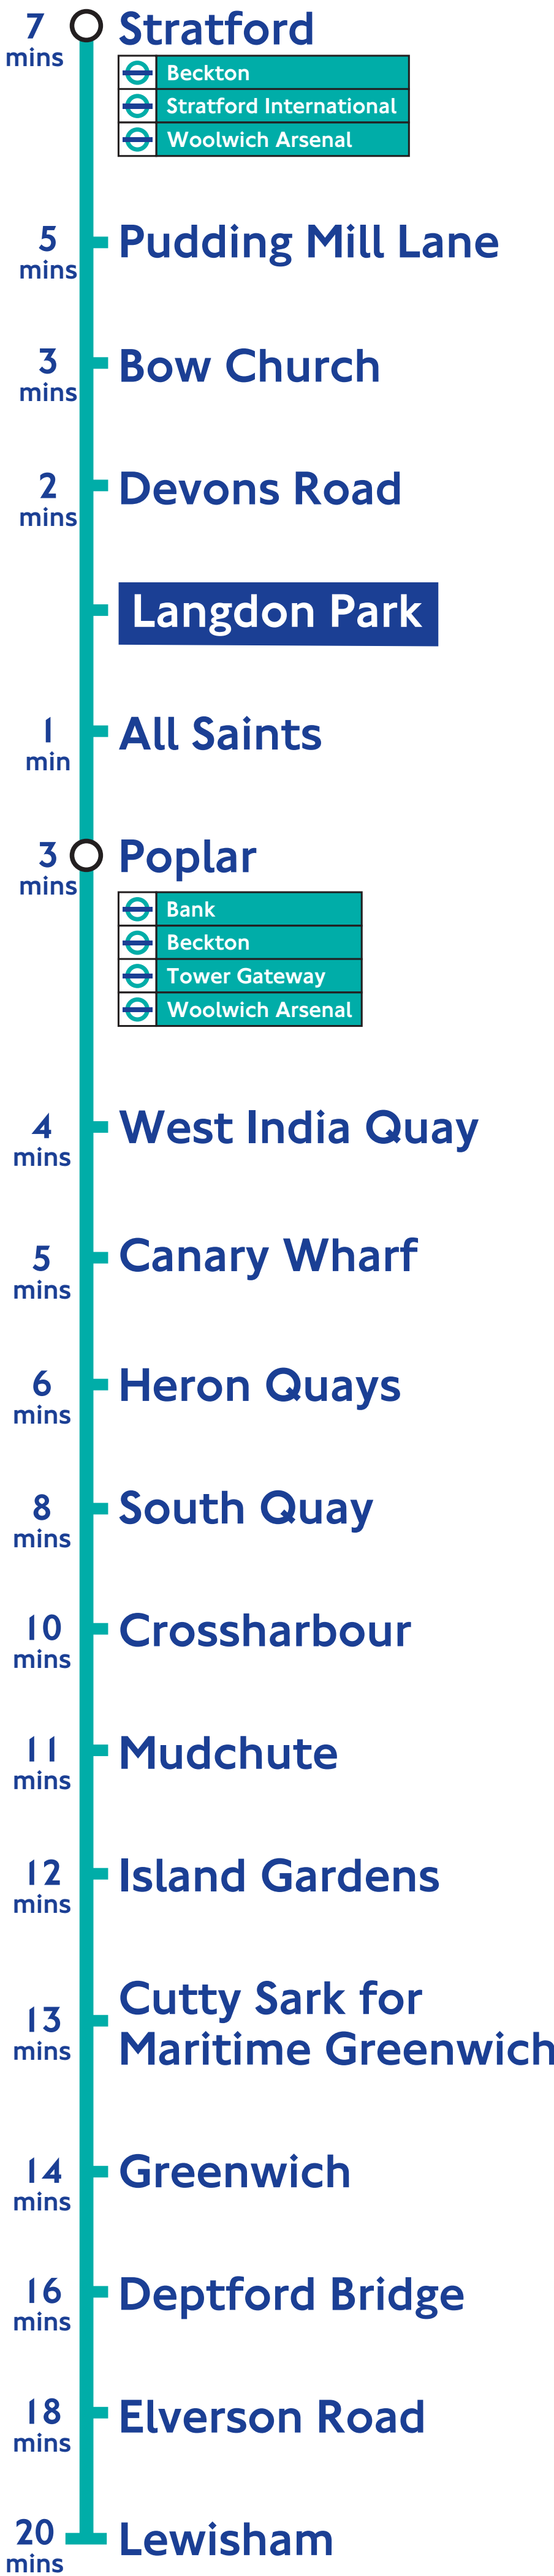 7
mins
Stratford
Beckton
Stratford International
Woolwich Arsenal
5
mins
Pudding Mill Lane
3
mins
Bow Church
2
mins
Devons Road
Langdon Park
1
min
All Saints
3
mins
Poplar
Bank
Beckton
Tower Gateway
Woolwich Arsenal
4
mins
West India Quay
5
mins
Canary Wharf
6
mins
Heron Quays
8
mins
South Quay
10
mins
Crossharbour
11
mins
Mudchute
12
mins
Island Gardens
13
mins
Cutty Sark for
Maritime Greenwich
14
mins
Greenwich
16
mins
Deptford Bridge
18
mins
Elverson Road
20
mins
Lewisham